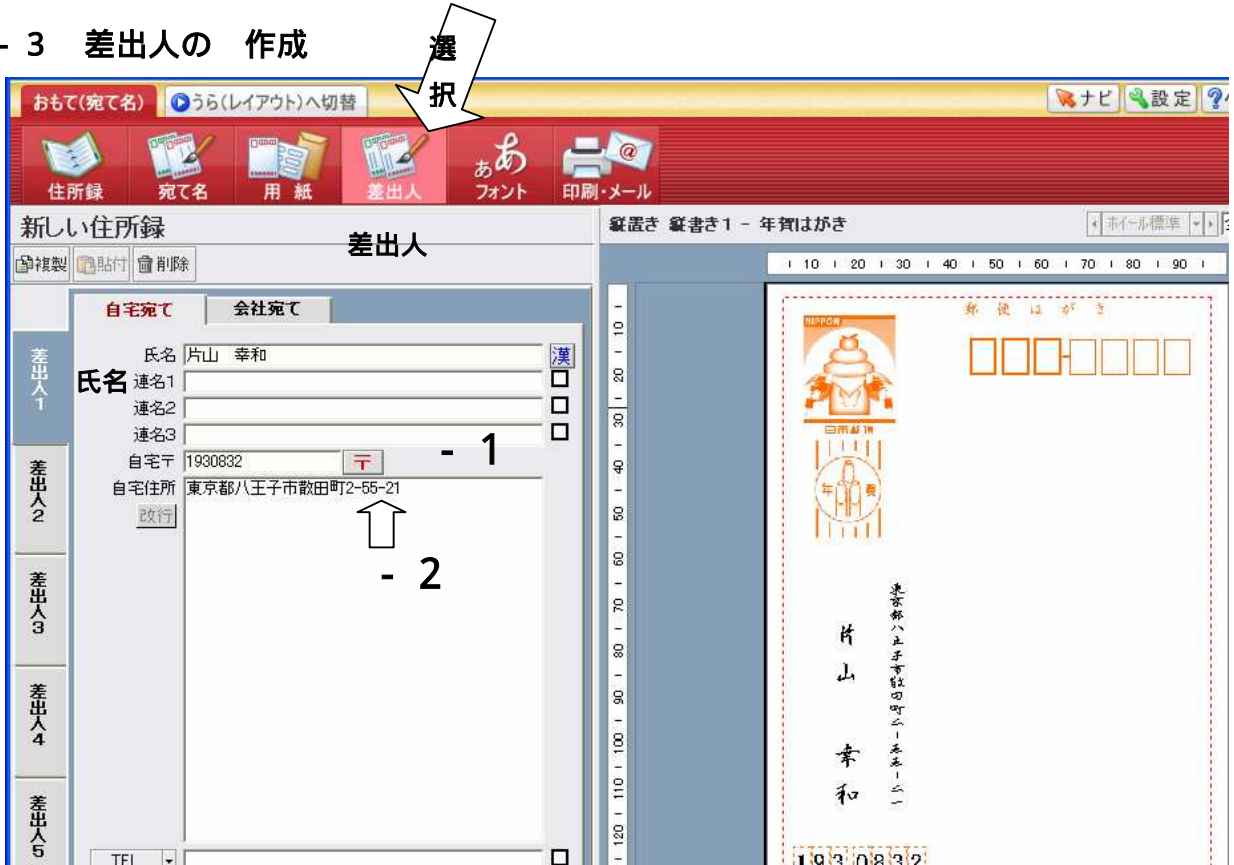 - 3 差出人の 作成
選
択
おもて(宛て名) うら(レイアウト)へ切替 ナビ 設定 ?
住所録 宛て名 用 紙 差出人 あぁ フォント 印刷・メール
新しい住所録
差出人
縦置き 縦書き1 - 年賀はがき ホイール標準
複製 貼付 削除
10 20 30 40 50 60 70 80 90
自宅宛て 会社宛て
差出人1
差出人2
差出人3
差出人4
差出人5
氏名 片山 幸和 漢
氏名
連名1
連名2
連名3
- 1
自宅〒 1930832 〒
自宅住所 東京都八王子市散田町2-55-21
改行
- 2
TEL
10 20 30 40 50 60 70 80 90 100 110 120
郵便はがき
NIPPON
年賀
東京都八王子市散田町二-五五-二一
片山 幸和
1930832